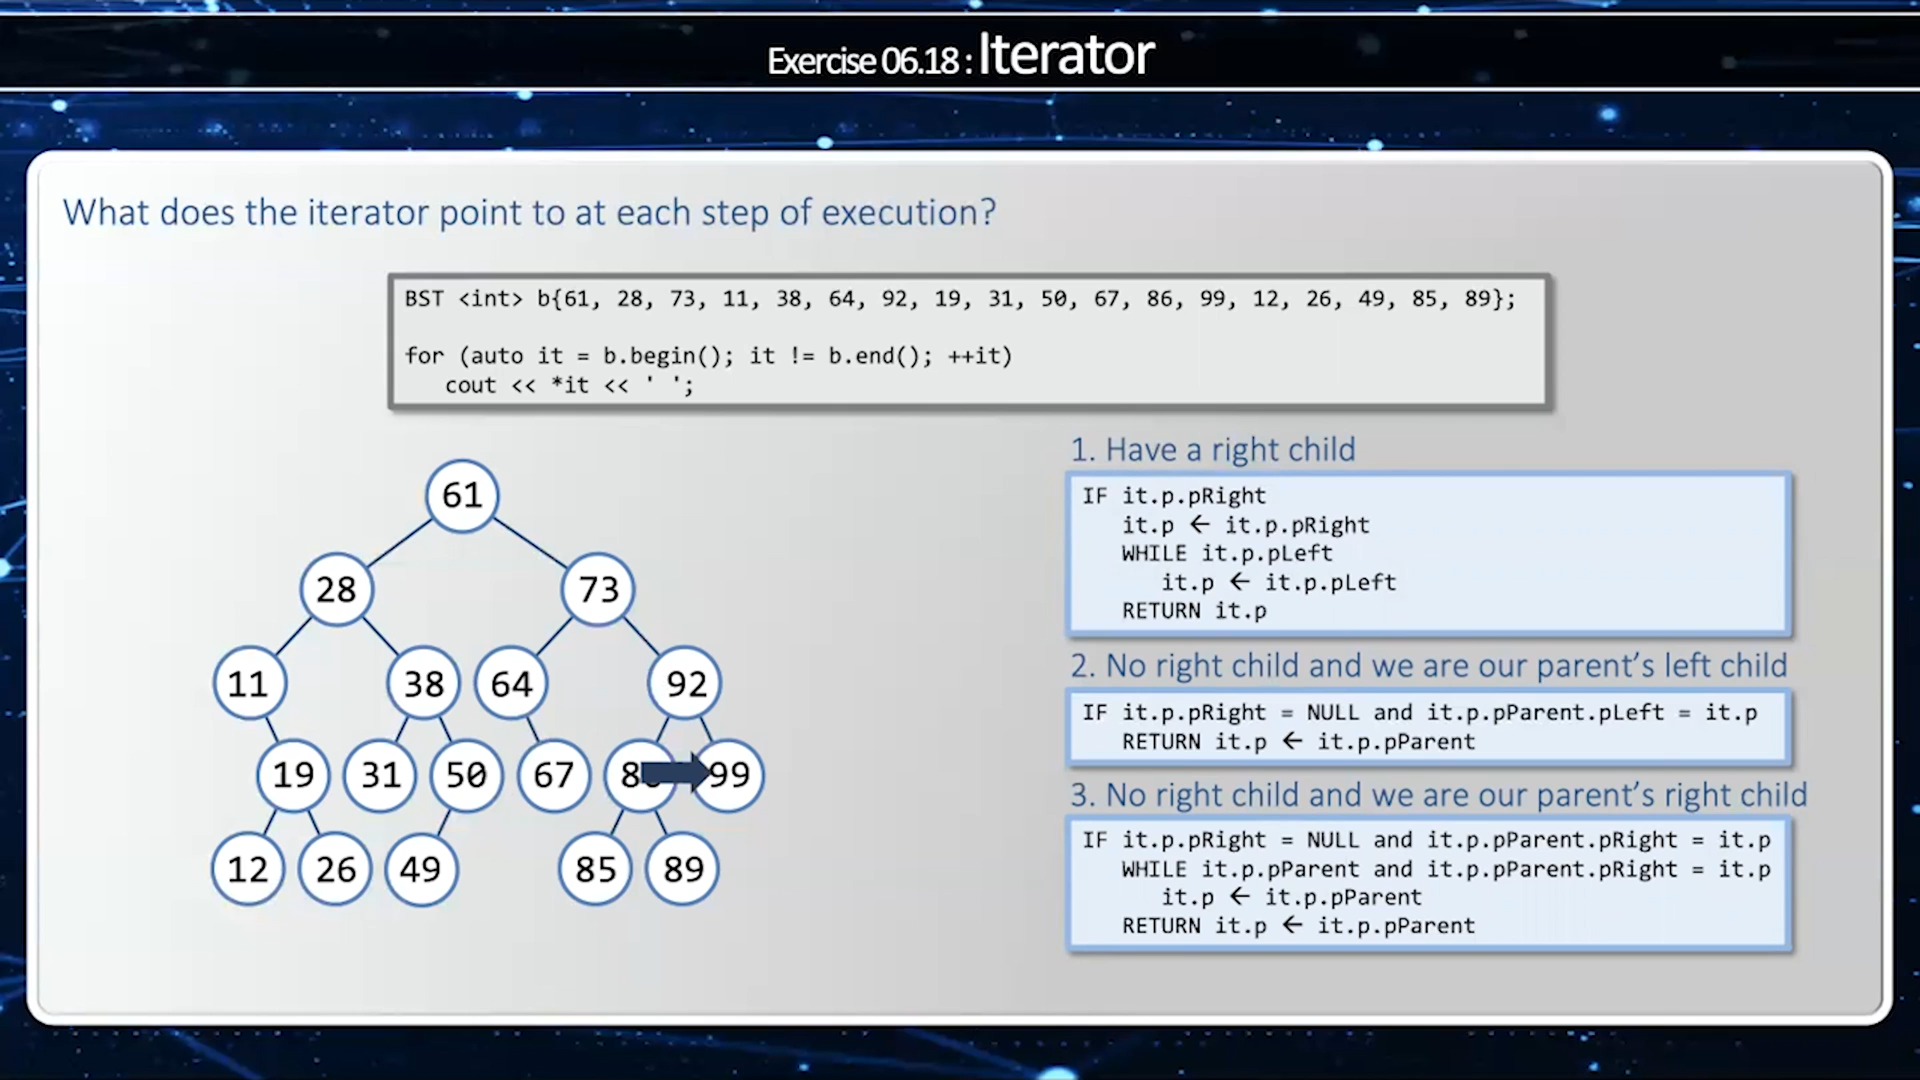 Exercise 06.18 : Iterator
What does the iterator point to at each step of execution?
BST <int> b{61, 28, 73, 11, 38, 64, 92, 19, 31, 50, 67, 86, 99, 12, 26, 49, 85, 89};
for (auto it = b.begin(); it != b.end(); ++it)
cout << *it << ' ';
61
28 73
11 38 64 92
19 31 50 67 99
12 26 49 85 89
1. Have a right child
IF it.p.pRight
it.p ← it.p.pRight
WHILE it.p.pLeft
it.p ← it.p.pLeft
RETURN it.p
2. No right child and we are our parent’s left child
IF it.p.pRight = NULL and it.p.pParent.pLeft = it.p
RETURN it.p ← it.p.pParent
3. No right child and we are our parent’s right child
IF it.p.pRight = NULL and it.p.pParent.pRight = it.p
WHILE it.p.pParent and it.p.pParent.pRight = it.p
it.p ← it.p.pParent
RETURN it.p ← it.p.pParent